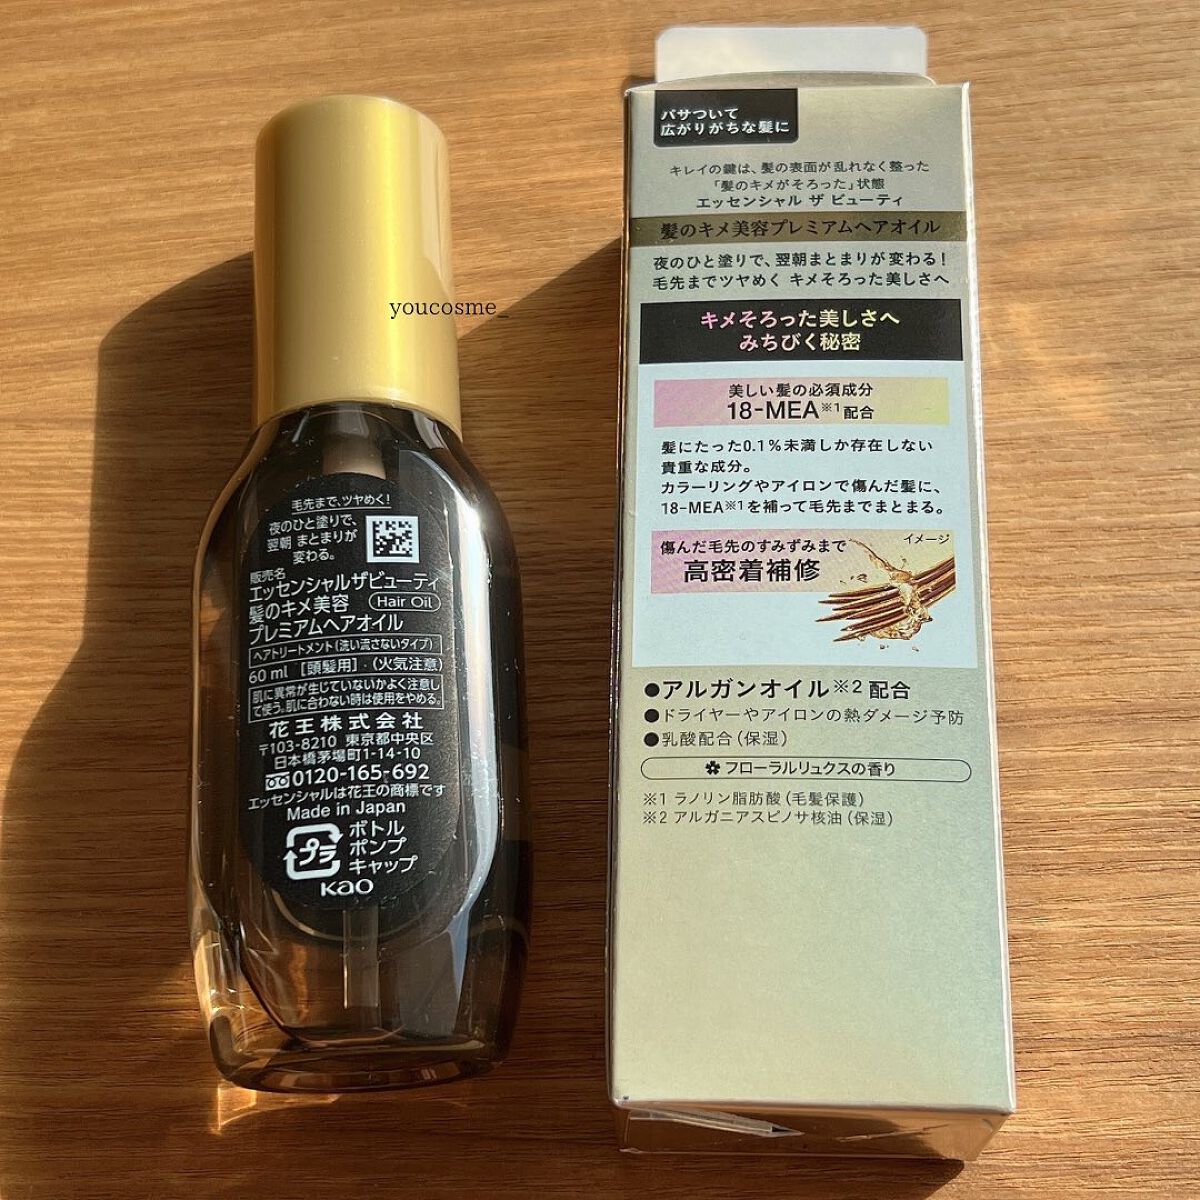 youcosme_
毛先まで、ツヤめく!
夜のひと塗りで、
翌朝 まとまりが
変わる。
販売名
エッセンシャルザビューティ
髪のキメ美容 Hair Oil
プレミアムヘアオイル
ヘアトリートメント(洗い流さないタイプ)
60ml [頭髪用] (火気注意)
肌に異常が生じていないかよく注意し
て使う。肌に合わない時は使用をやめる。
花王株式会社
〒103-8210 東京都中央区
日本橋茅場町1-14-10
0120-165-692
エッセンシャルは花王の商標です
Made in Japan
プラ
ボトル
ポンプ
キャップ
Kao
パサついて
広がりがちな髪に
キレイの鍵は、髪の表面が乱れなく整った
「髪のキメがそろった」状態
エッセンシャル ザ ビューティ
髪のキメ美容プレミアムヘアオイル
夜のひと塗りで、翌朝まとまりが変わる!
毛先までツヤめく キメそろった美しさへ
キメそろった美しさへ
みちびく秘密
美しい髪の必須成分
18-MEA※1配合
髪にたった0.1%未満しか存在しない
貴重な成分。
カラーリングやアイロンで傷んだ髪に、
18-MEA※1を補って毛先までまとまる。
傷んだ毛先のすみずみまで
高密着補修
イメージ
●アルガンオイル※2 配合
●ドライヤーやアイロンの熱ダメージ予防
●乳酸配合(保湿)
フローラルリュクスの香り
※1 ラノリン脂肪酸(毛髪保護)
※2 アルガニアスピノサ核油(保湿)